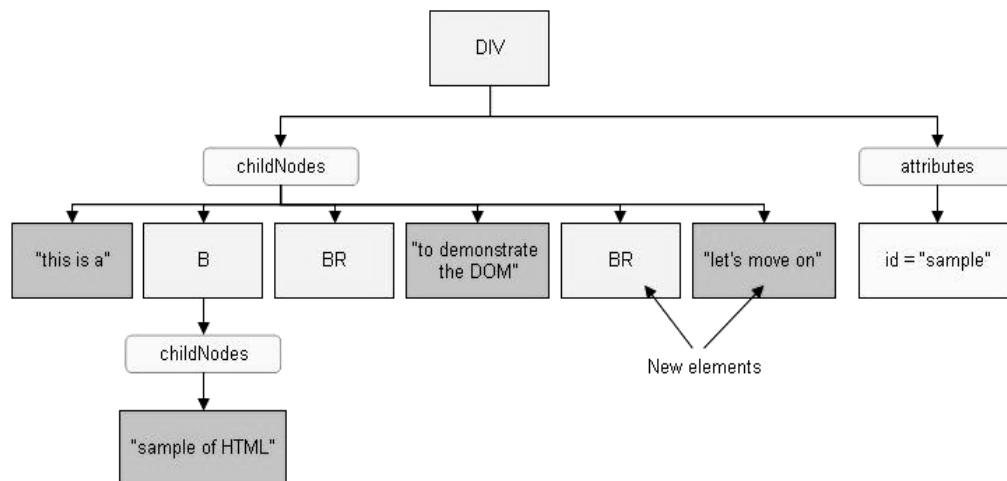 DIV
childNodes
attributes
"this is a"
B
BR
"to demonstrate
the DOM"
BR
"let's move on"
id = "sample"
childNodes
New elements
"sample of HTML"